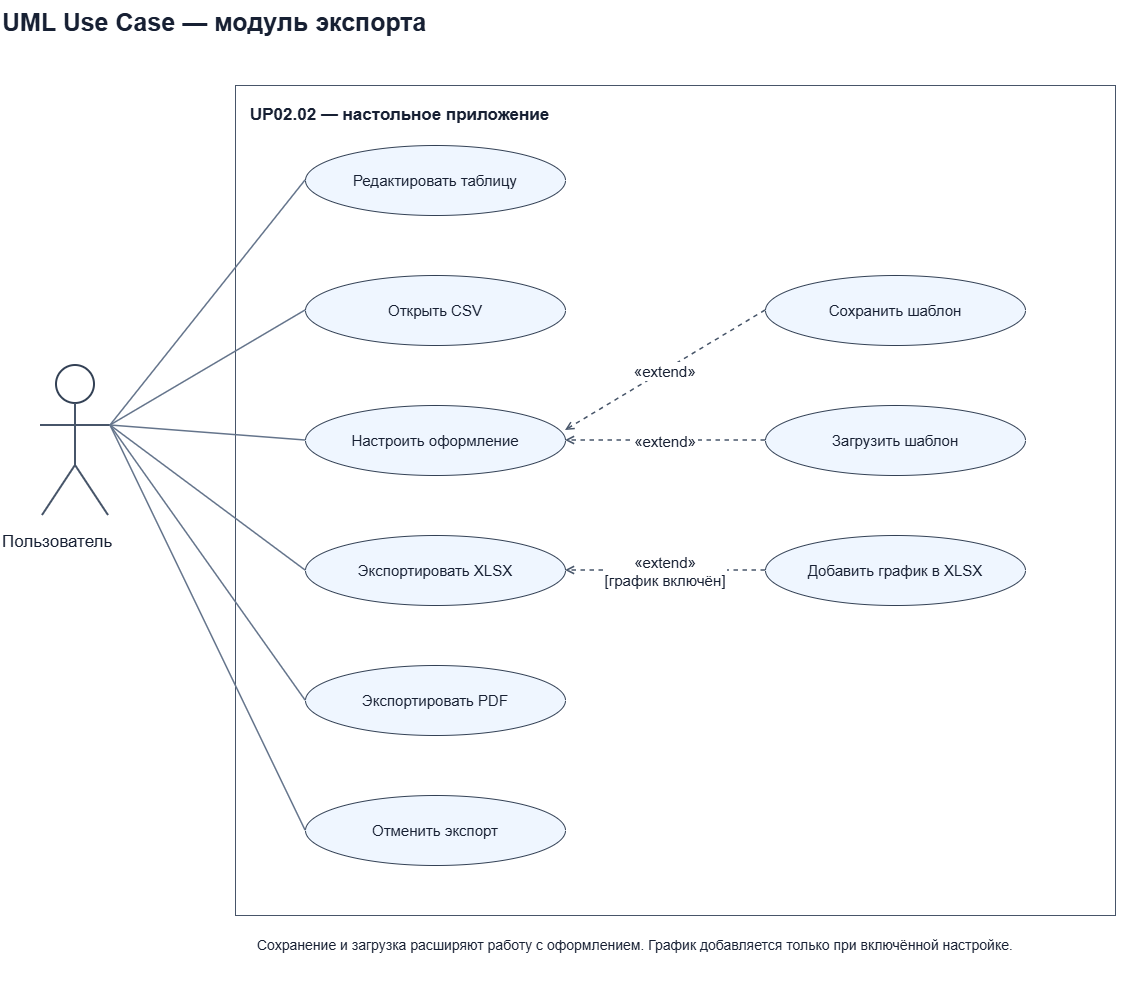 UML Use Case — модуль экспорта
UP02.02 — настольное приложение
Редактировать таблицу
Открыть CSV
Сохранить шаблон
«extend»
Настроить оформление
«extend»
Загрузить шаблон
Пользователь
Экспортировать XLSX
«extend»
[график включён]
Добавить график в XLSX
Экспортировать PDF
Отменить экспорт
Сохранение и загрузка расширяют работу с оформлением. График добавляется только при включённой настройке.